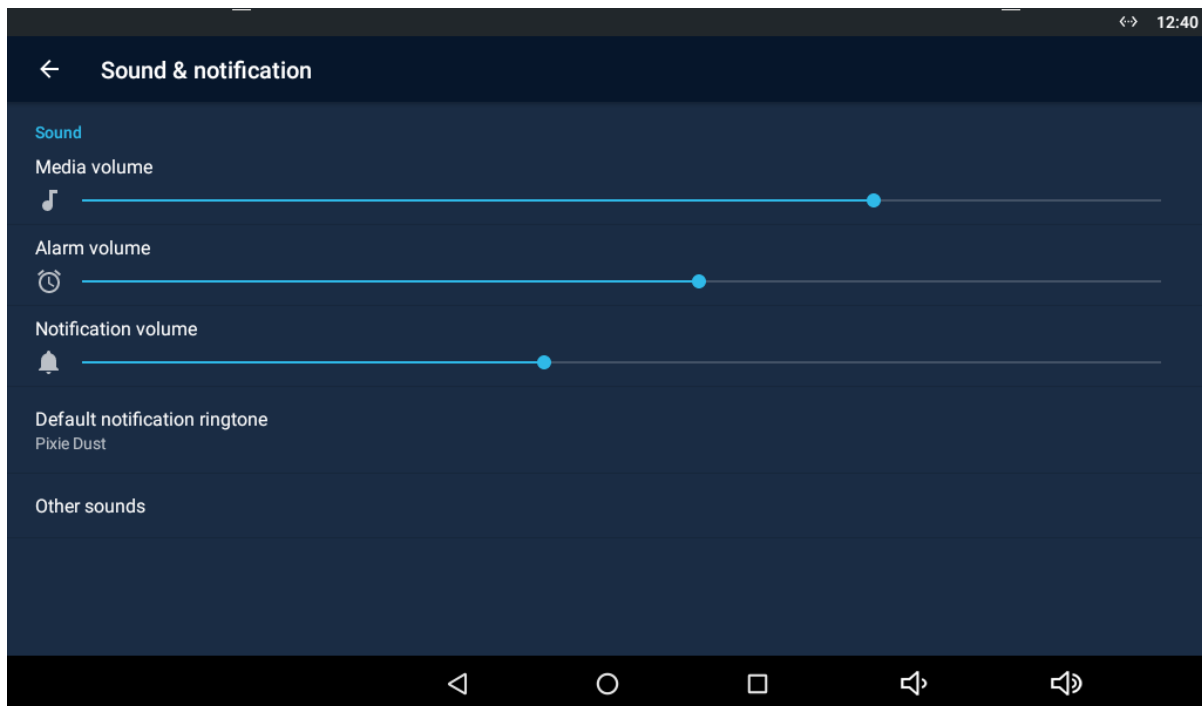 12:40
Sound & notification
Sound
Media volume
Alarm volume
Notification volume
Default notification ringtone
Pixie Dust
Other sounds